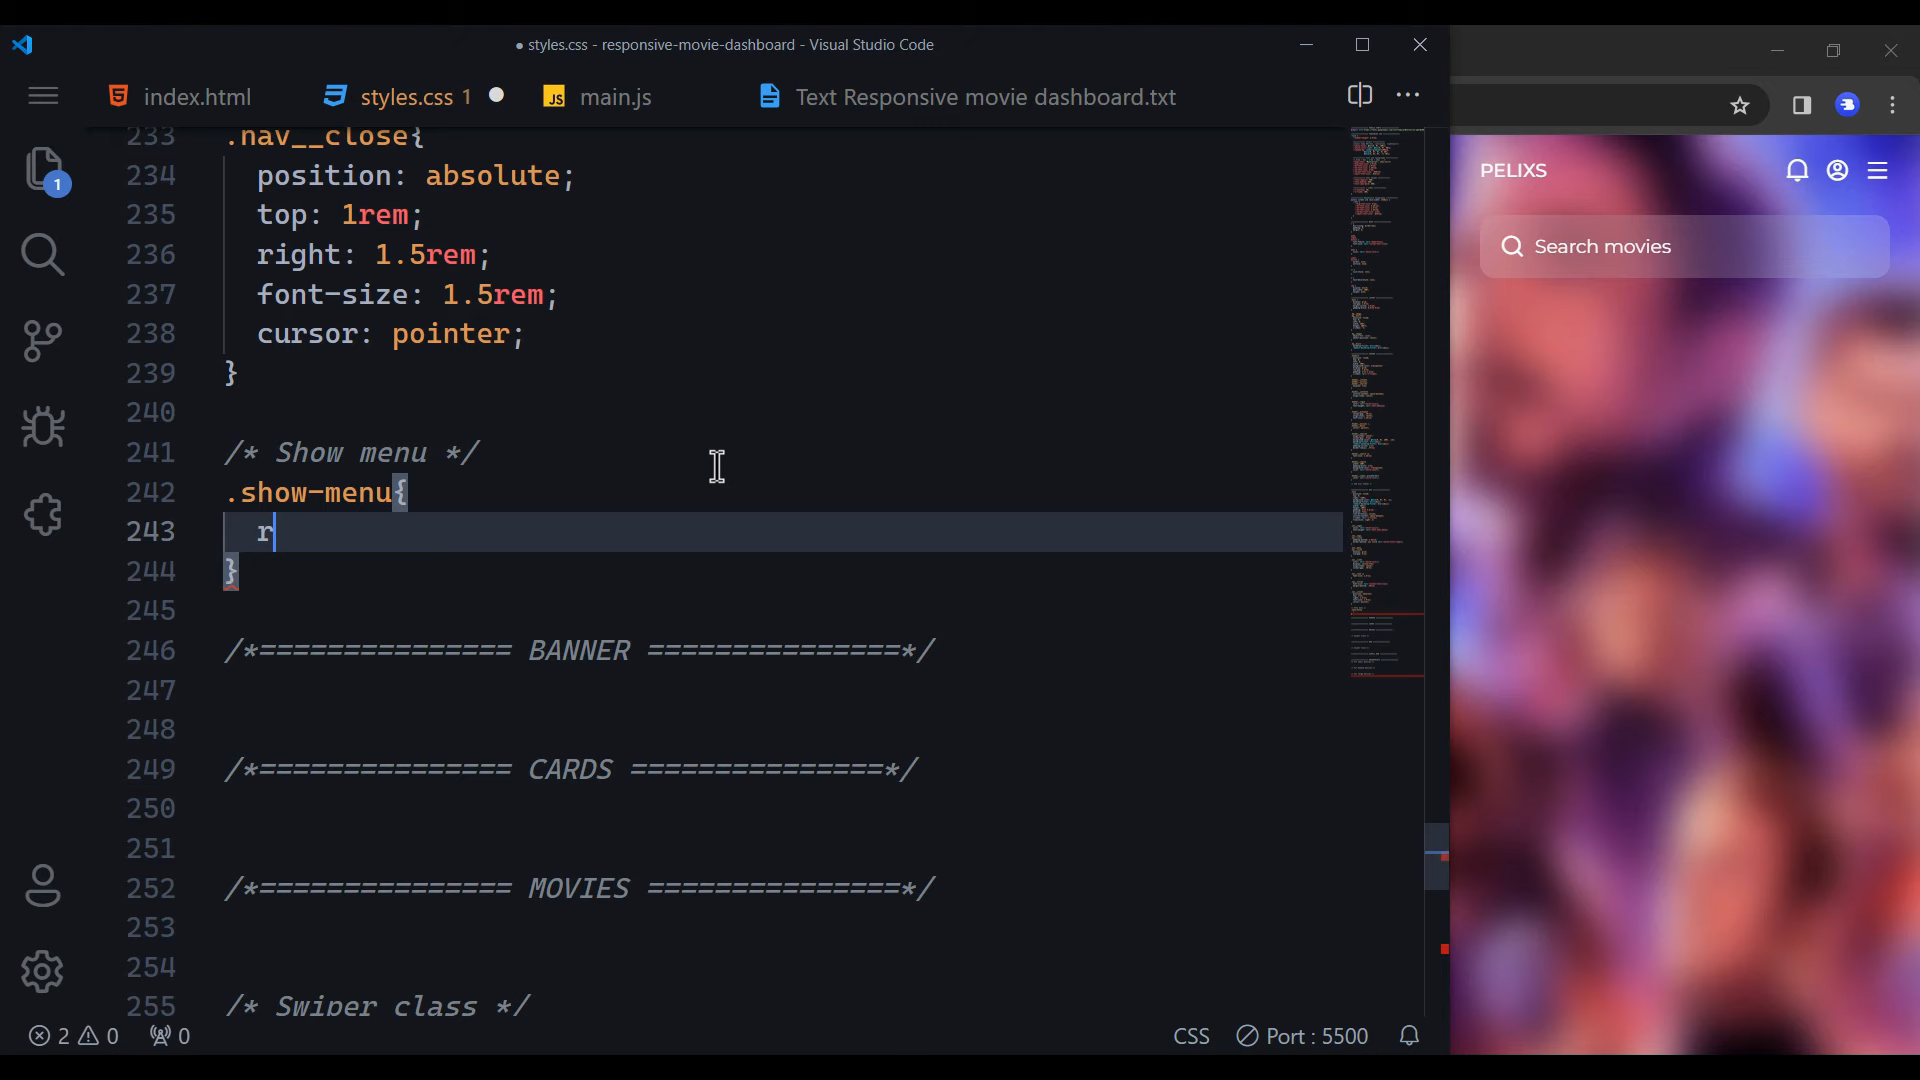 ● styles.css - responsive-movie-dashboard - Visual Studio Code
index.html
styles.css 1
JS main.js
Text Responsive movie dashboard.txt
1
233 .nav__close{
234 position: absolute;
235 top: 1rem;
236 right: 1.5rem;
237 font-size: 1.5rem;
238 cursor: pointer;
239 }
240
241 /* Show menu */
242 .show-menu{
243 r
244 }
245
246 /*=============== BANNER ===============*/
247
248
249 /*=============== CARDS ===============*/
250
251
252 /*=============== MOVIES ===============*/
253
254
255 /* Swiper class */
2 0 0
CSS Port : 5500
PELIXS
Search movies